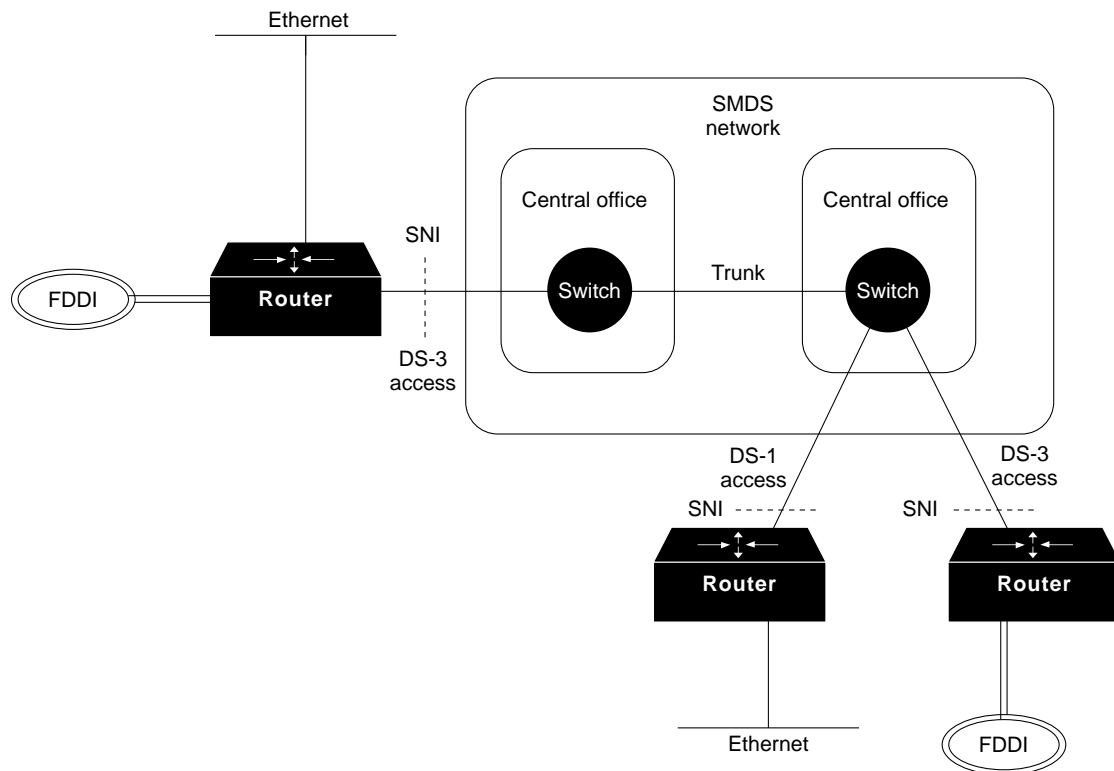 Ethernet
SMDS
network
Central office
Central office
SNI
Trunk
Switch
Switch
FDDI
Router
DS-3
access
DS-1
access
DS-3
access
SNI
SNI
Router
Router
Ethernet
FDDI